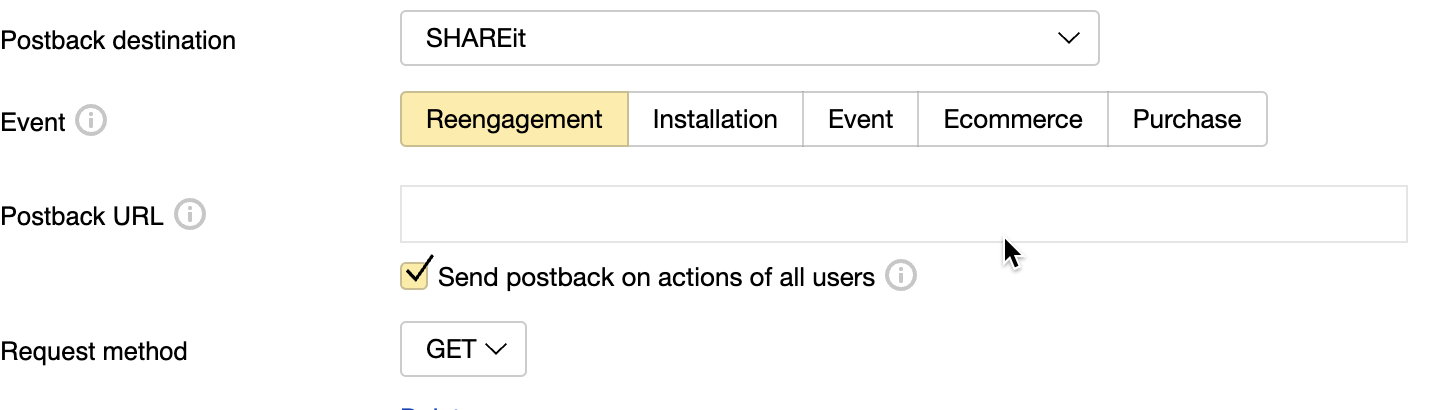 Postback destination
SHAREit
Event
Reengagement Installation Event Ecommerce Purchase
Postback URL
Send postback on actions of all users
Request method
GET